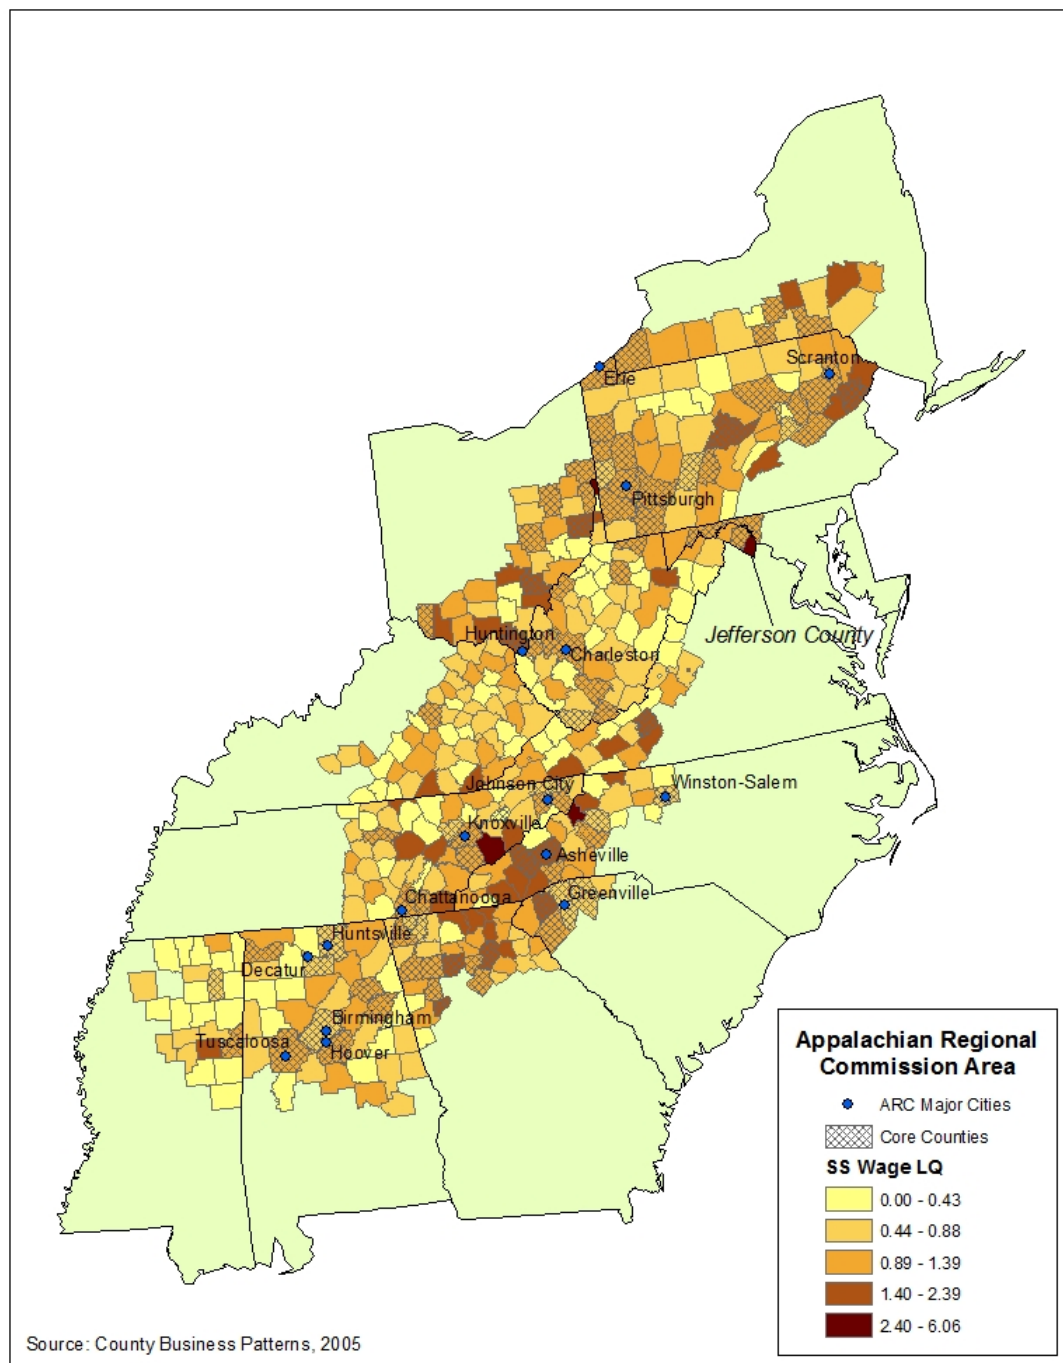 Scranton
Erie
Pittsburgh
Jefferson County
Huntington
Charleston
Johnson City
Winston-Salem
Knoxville
Asheville
Chattanooga
Greenville
Huntsville
Decatur
Birmingham
Tuscaloosa
Hoover
Appalachian Regional
Commission Area
ARC Major Cities
Core Counties
SS Wage LQ
0.00 - 0.43
0.44 - 0.88
0.89 - 1.39
1.40 - 2.39
2.40 - 6.06
Source: County Business Patterns, 2005